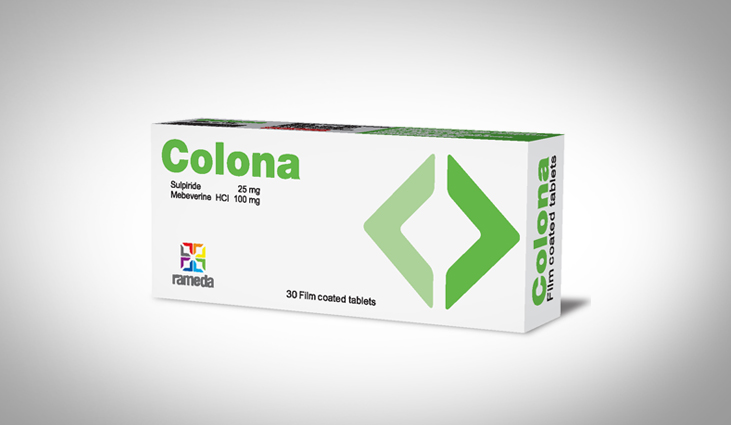 Colona
Sulpiride 25 mg
Mebeverine HCl 100 mg
rameda
30 Film coated tablets
Colona
Film coated tablets